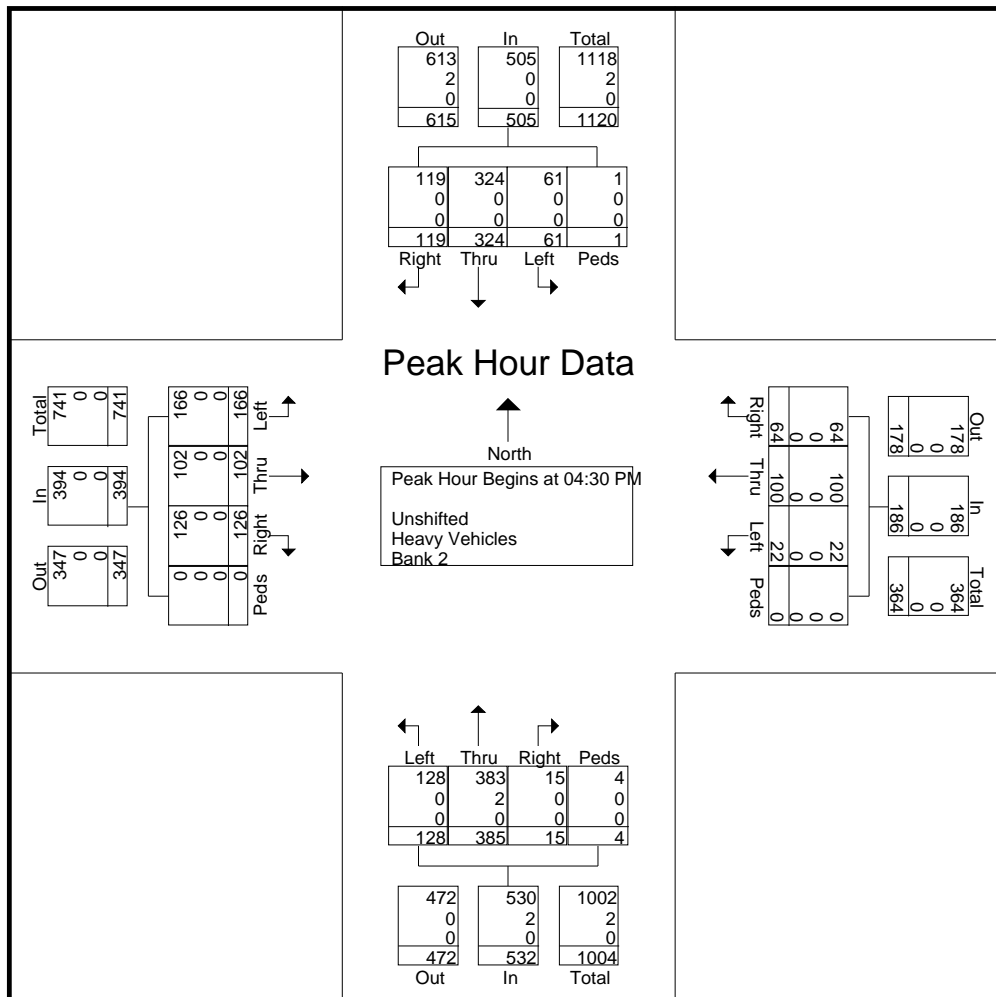 Out In Total
613 505 1118
2 0 2
0 0 0
615 505 1120
119 324 61 1
0 0 0 0
0 0 0 0
119 324 61 1
Right Thru Left Peds
Peak Hour Data
North
Peak Hour Begins at 04:30 PM
Unshifted
Heavy Vehicles
Bank 2
Total
741 0 0 741
In
394 0 0 394
Out
347 0 0 347
166 0 0 166
Left
102 0 0 102
Thru
126 0 0 126
Right
0 0 0 0
Peds
Right
64 0 0 64
Thru
100 0 0 100
Left
22 0 0 22
Peds
0 0 0 0
Out
178 0 0 178
In
186 0 0 186
Total
364 0 0 364
Left Thru Right Peds
128 383 15 4
0 2 0 0
0 0 0 0
128 385 15 4
472 530 1002
0 2 2
0 0 0
472 532 1004
Out In Total